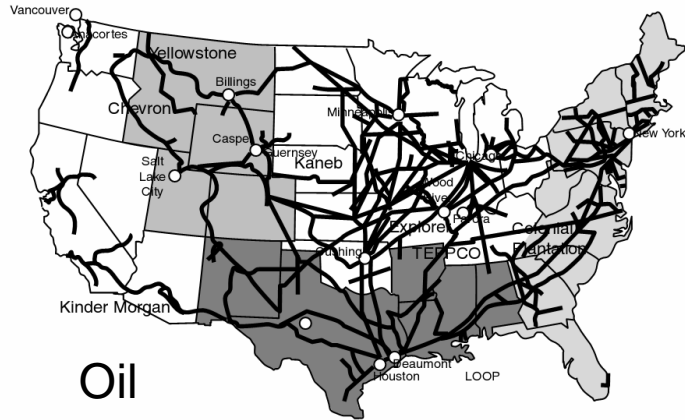 Vancouver
Anacortes
Yellowstone
Billings
Chevron
Minneapolis
New York
Casper
Guernsey
Salt
Lake
City
Kaneb
Chicago
Wood
River
Patoka
Explorer
Colonial
Plantation
Cushing
TEPPCO
Kinder Morgan
Beaumont
Houston
LOOP
Oil